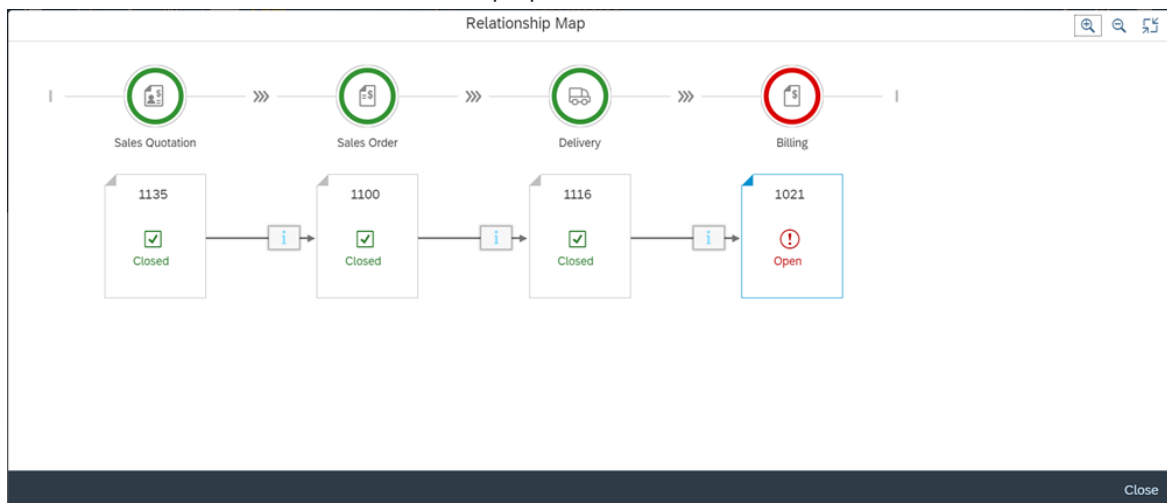 Relationship Map
Sales Quotation
Sales Order
Delivery
Billing
1135
1100
1116
1021
Closed
Closed
Closed
Open
Close